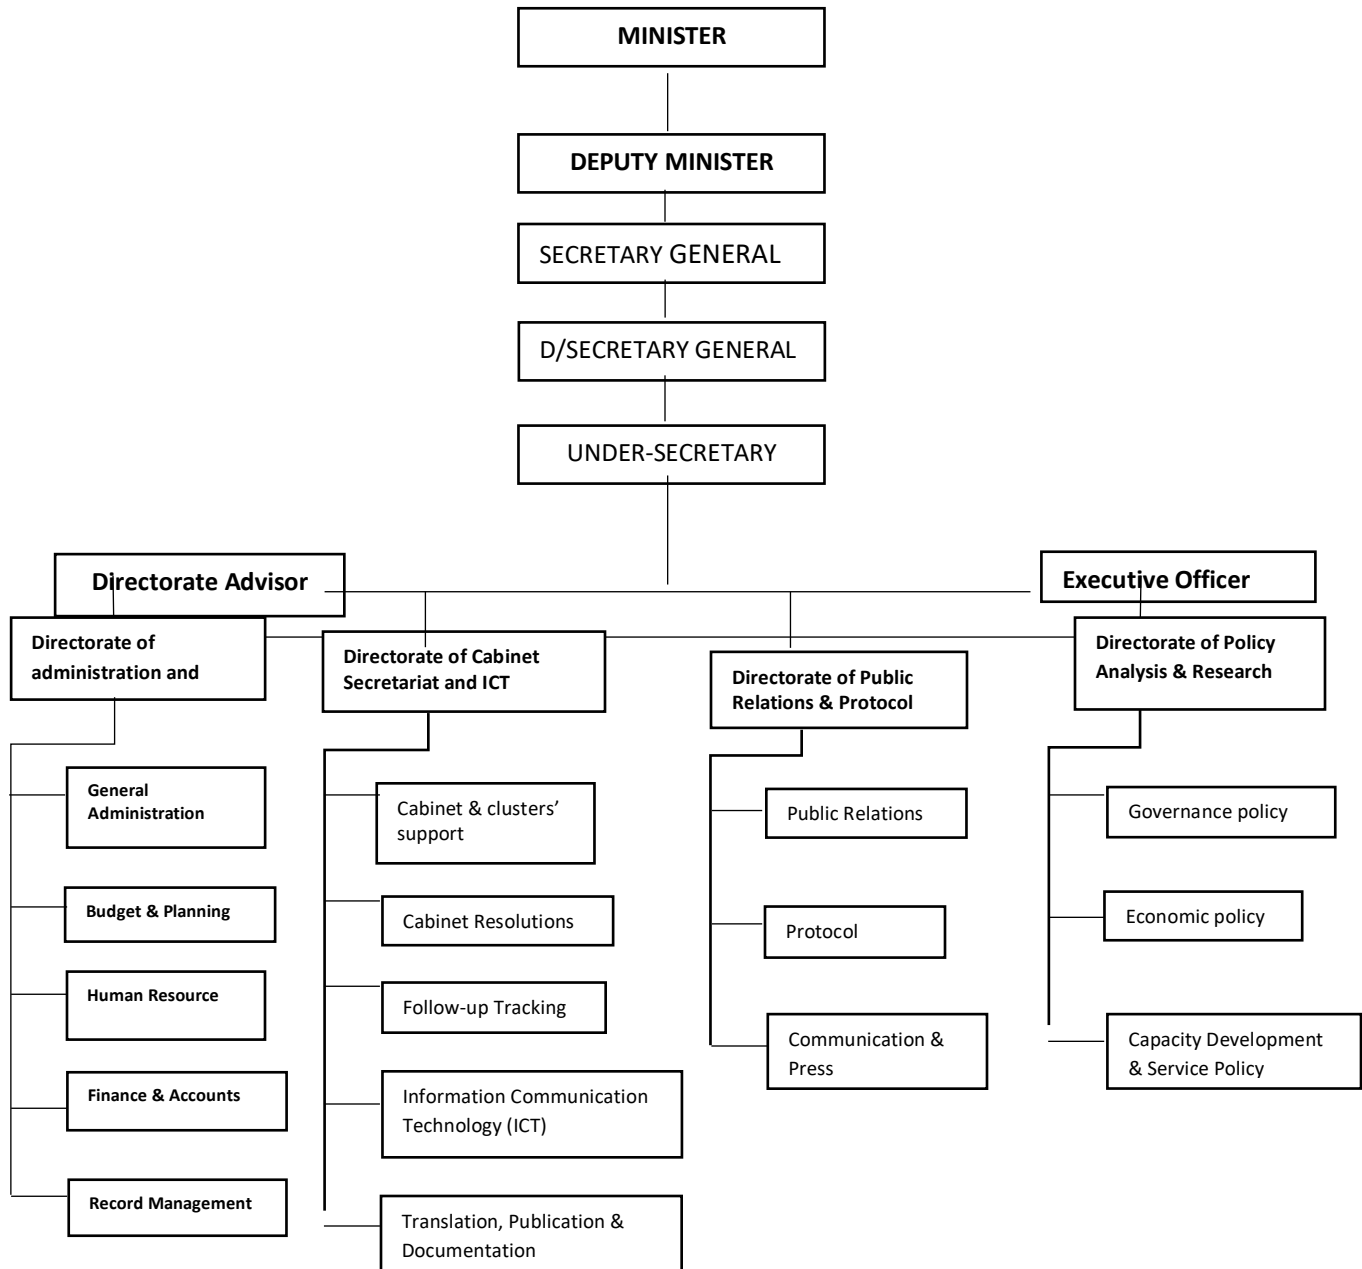 MINISTER
DEPUTY MINISTER
SECRETARY GENERAL
D/SECRETARY GENERAL
UNDER-SECRETARY
Directorate Advisor
Executive Officer
Directorate of
administration and
Directorate of Cabinet
Secretariat and ICT
Directorate of Public
Relations & Protocol
Directorate of Policy
Analysis & Research
General
Administration
Budget & Planning
Human Resource
Finance & Accounts
Record Management
Cabinet & clusters’
support
Cabinet Resolutions
Follow-up Tracking
Information Communication
Technology (ICT)
Translation, Publication &
Documentation
Public Relations
Protocol
Communication &
Press
Governance policy
Economic policy
Capacity Development
& Service Policy